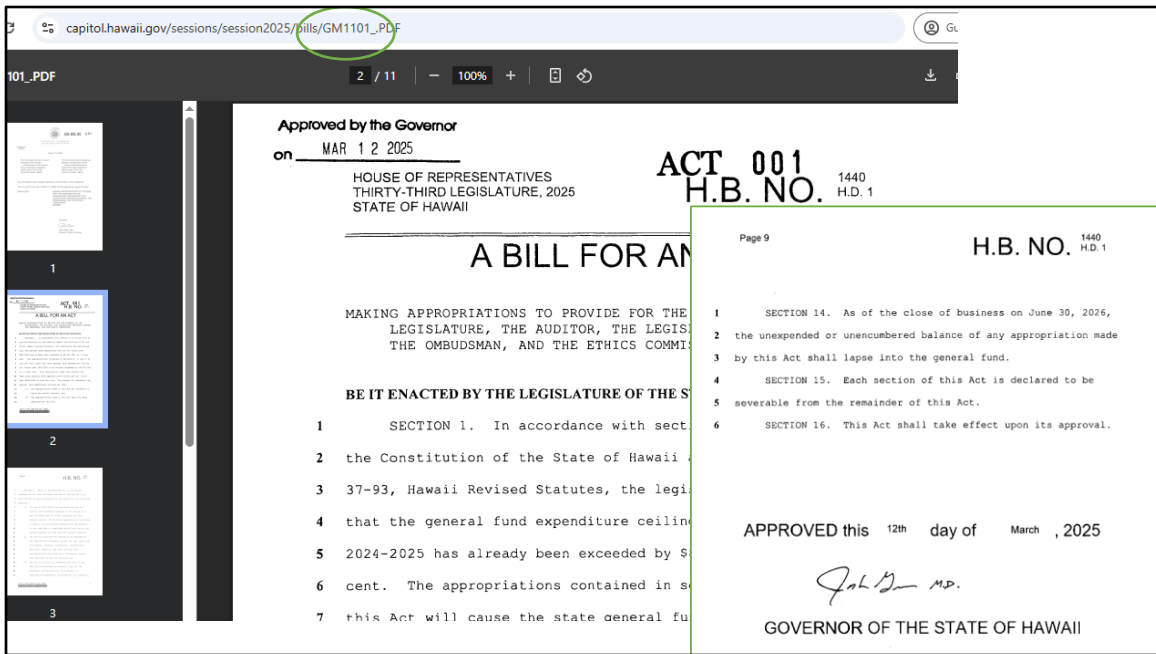 capitol.hawaii.gov/sessions/session2025/bills/GM1101_.PDF
Gu
101_.PDF
2 / 11
100%
Approved by the Governor
on MAR 12 2025
HOUSE OF REPRESENTATIVES
THIRTY-THIRD LEGISLATURE, 2025
STATE OF HAWAII
ACT 001
H.B. NO. 1440
H.D. 1
A BILL FOR AN
MAKING APPROPRIATIONS TO PROVIDE FOR THE
LEGISLATURE, THE AUDITOR, THE LEGIS
THE OMBUDSMAN, AND THE ETHICS COMMIS
BE IT ENACTED BY THE LEGISLATURE OF THE S
1 SECTION 1. In accordance with secti
2 the Constitution of the State of Hawaii
3 37-93, Hawaii Revised Statutes, the legi
4 that the general fund expenditure ceilin
5 2024-2025 has already been exceeded by $
6 cent. The appropriations contained in s
7 this Act will cause the state general fu
1
2
3
Page 9
H.B. NO. 1440
H.D. 1
1 SECTION 14. As of the close of business on June 30, 2026,
2 the unexpended or unencumbered balance of any appropriation made
3 by this Act shall lapse into the general fund.
4 SECTION 15. Each section of this Act is declared to be
5 severable from the remainder of this Act.
6 SECTION 16. This Act shall take effect upon its approval.
APPROVED this 12th day of March , 2025
M.D.
GOVERNOR OF THE STATE OF HAWAII